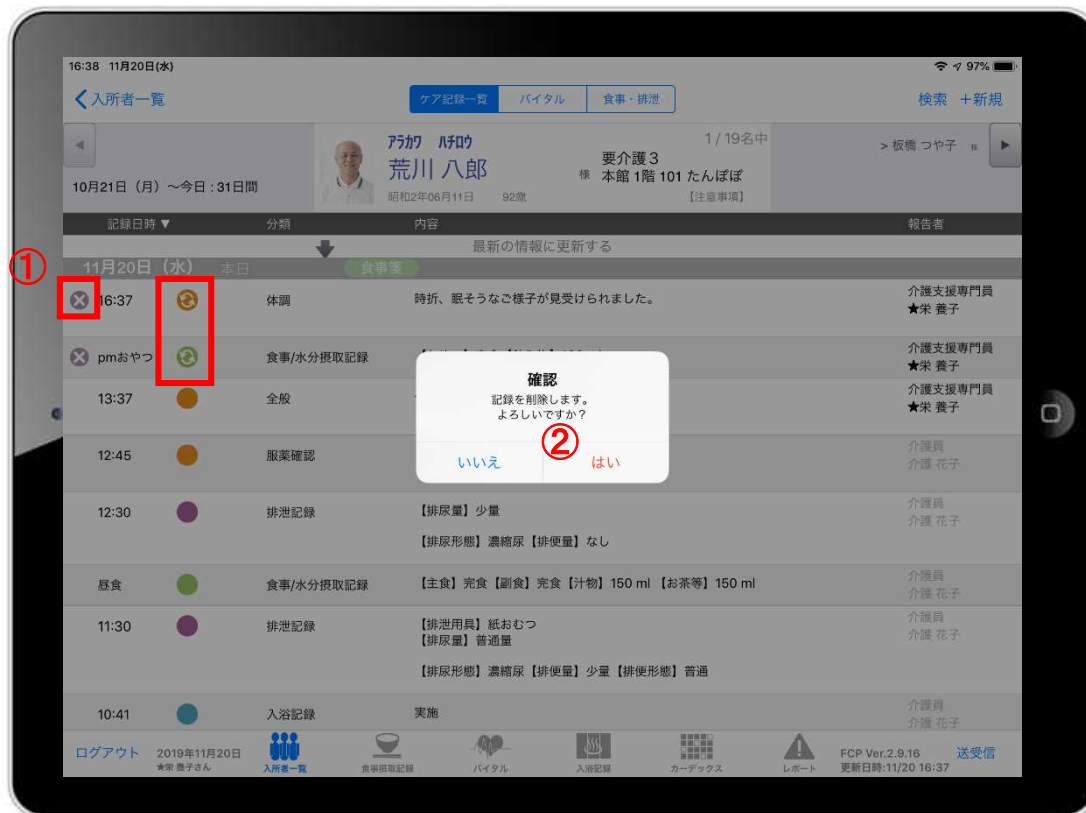 16:38 11月20日(水)
97%
入所者一覧
ケア記録一覧 バイタル 食事・排泄
検索 +新規
アラカワ ハチロウ
1 / 19名中
荒川 八郎 様
要介護3
> 板橋 つや子 様
本館 1階 101 たんぽぽ
10月21日（月）～今日 : 31日間
昭和2年06月11日 92歳
【注意事項】
記録日時 ▼ 分類 内容 報告者
最新の情報に更新する
①
11月20日（水） 本日 食事箋
16:37 体調 時折、眠そうなご様子が見受けられました。 介護支援専門員
★栄 養子
pmおやつ 食事/水分摂取記録 介護支援専門員
★栄 養子
確認
記録を削除します。
よろしいですか？
②
いいえ はい
13:37 全般 介護支援専門員
★栄 養子
12:45 服薬確認 介護員
介護 花子
12:30 排泄記録 【排尿量】少量 介護員
介護 花子
【排尿形態】濃縮尿【排便量】なし
昼食 食事/水分摂取記録 【主食】完食【副食】完食【汁物】150 ml 【お茶等】150 ml 介護員
介護 花子
11:30 排泄記録 【排泄用具】紙おむつ 介護員
【排尿量】普通量 介護 花子
【排尿形態】濃縮尿【排便量】少量【排便形態】普通
10:41 入浴記録 実施 介護員
介護 花子
ログアウト 2019年11月20日
★栄 養子さん
入所者一覧 食事摂取記録 バイタル 入浴記録 カーデックス レポート
FCP Ver.2.9.16 送受信
更新日時:11/20 16:37